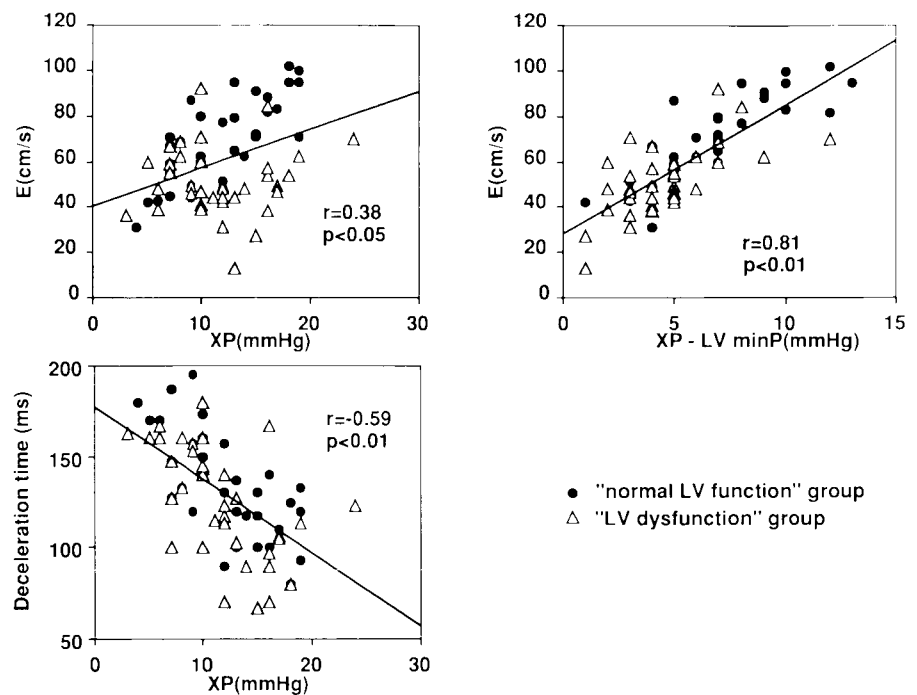 120
100
80
60
40
20
0
E(cm/s)
r=0.38
p<0.05
0
10
20
30
XP(mmHg)
120
100
80
60
40
20
0
E(cm/s)
r=0.81
p<0.01
0
5
10
15
XP - LV minP(mmHg)
200
150
100
50
Deceleration time (ms)
r=-0.59
p<0.01
0
10
20
30
XP(mmHg)
"normal LV function" group
"LV dysfunction" group